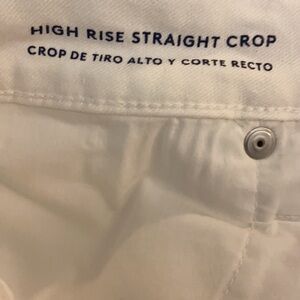 HIGH RISE STRAIGHT CROP
CROP DE TIRO ALTO Y CORTE RECTO